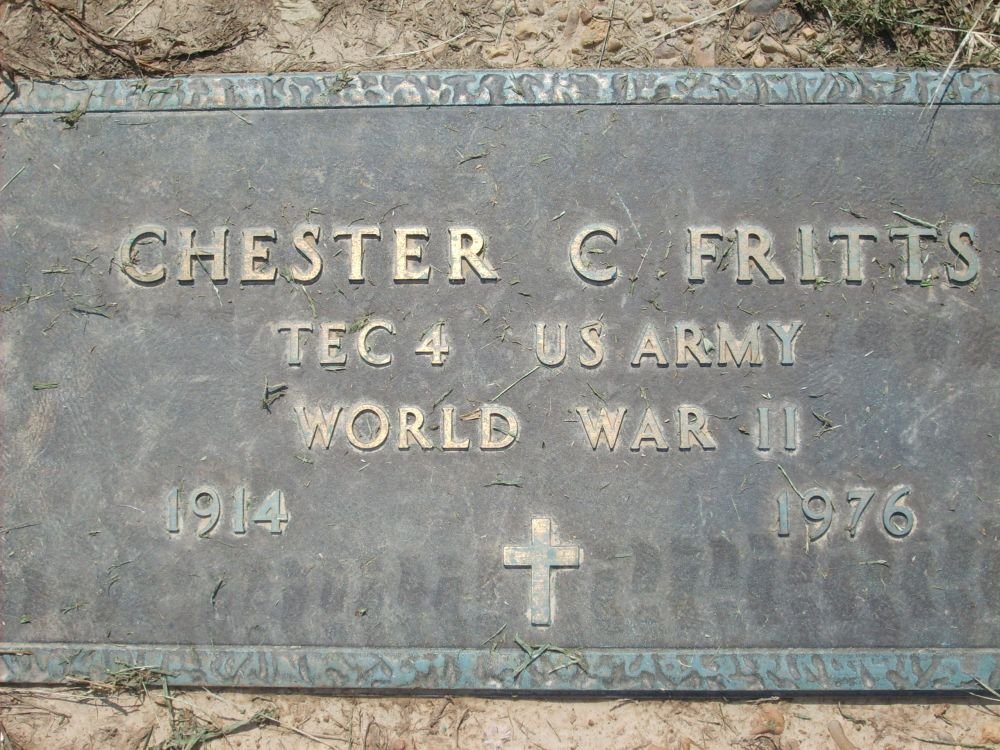 CHESTER C FRITTS
TEC 4 US ARMY
WORLD WAR II
1914 1976